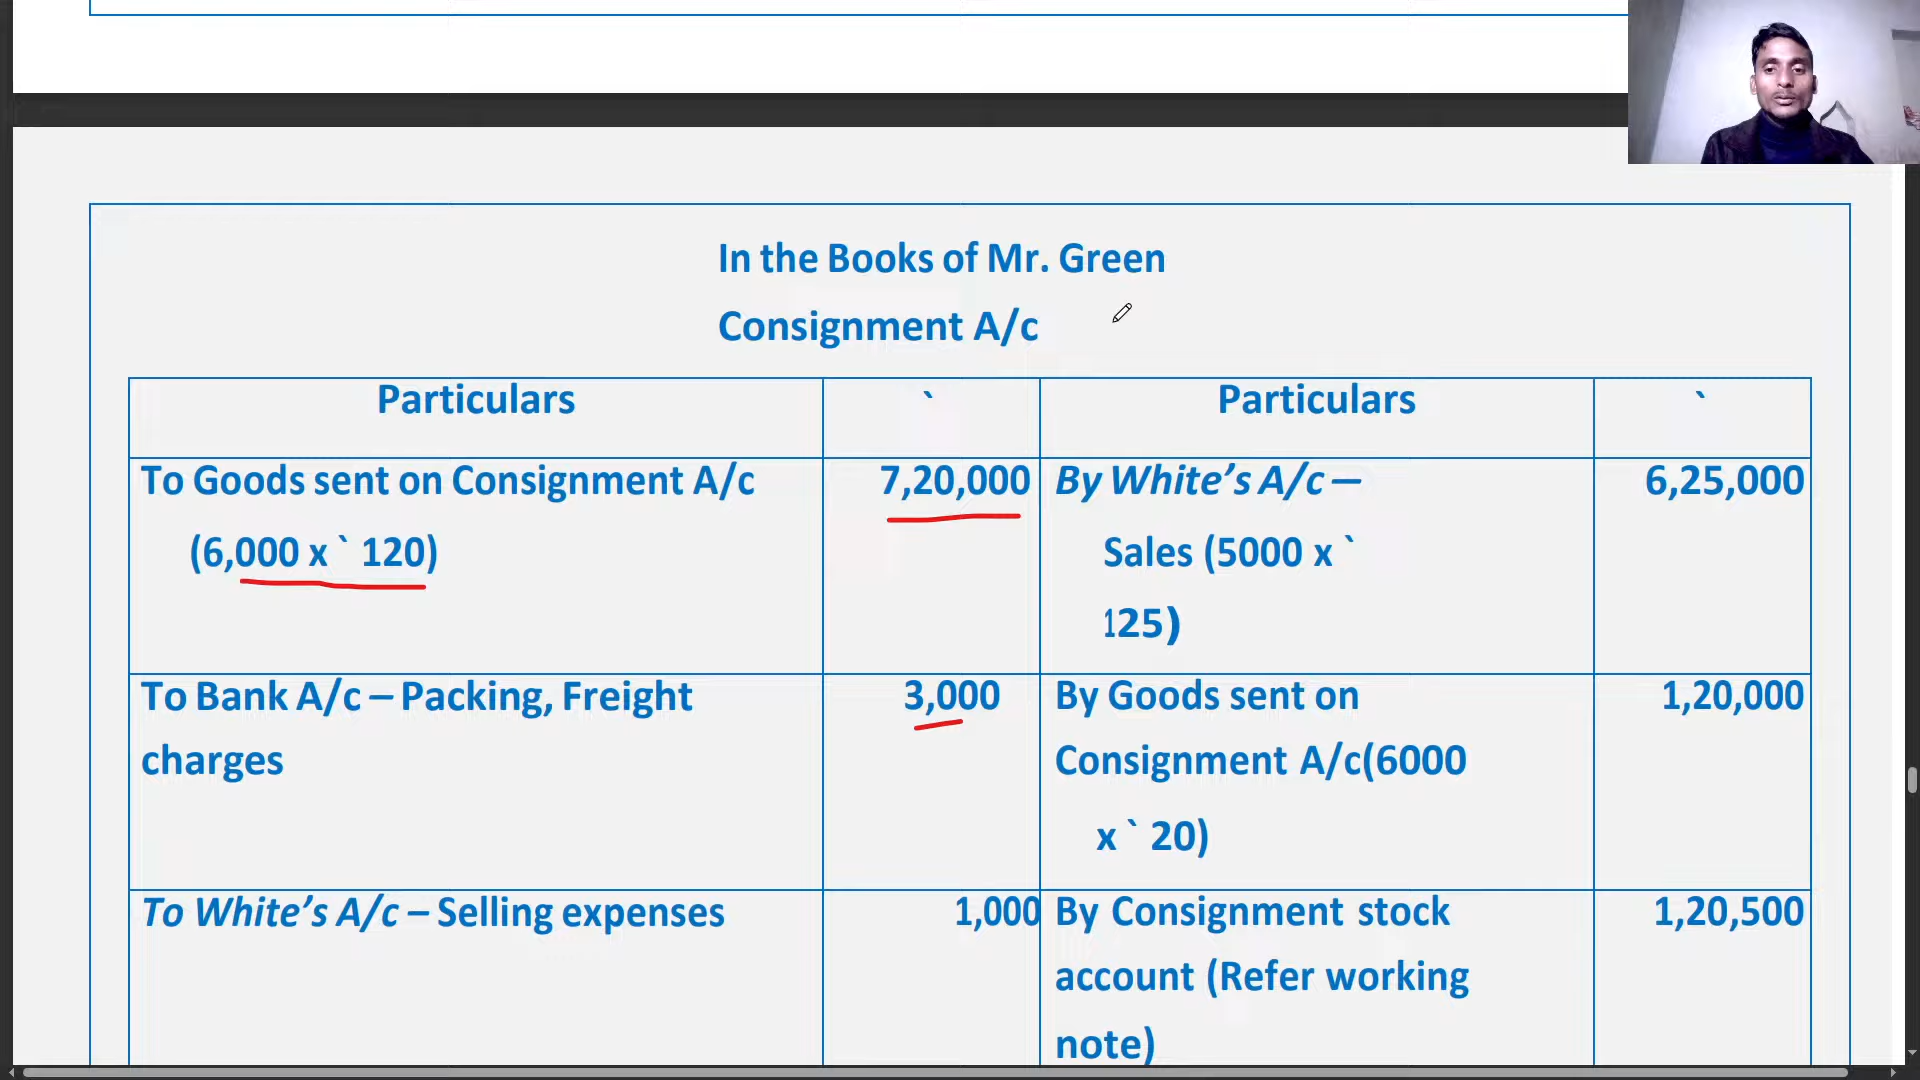 In the Books of Mr. Green
Consignment A/c
Particulars ` Particulars `
To Goods sent on Consignment A/c 7,20,000 By White’s A/c – 6,25,000
(6,000 x ` 120) Sales (5000 x `
125)
To Bank A/c – Packing, Freight 3,000 By Goods sent on 1,20,000
charges Consignment A/c(6000
x ` 20)
To White’s A/c – Selling expenses 1,000 By Consignment stock 1,20,500
account (Refer working
note)